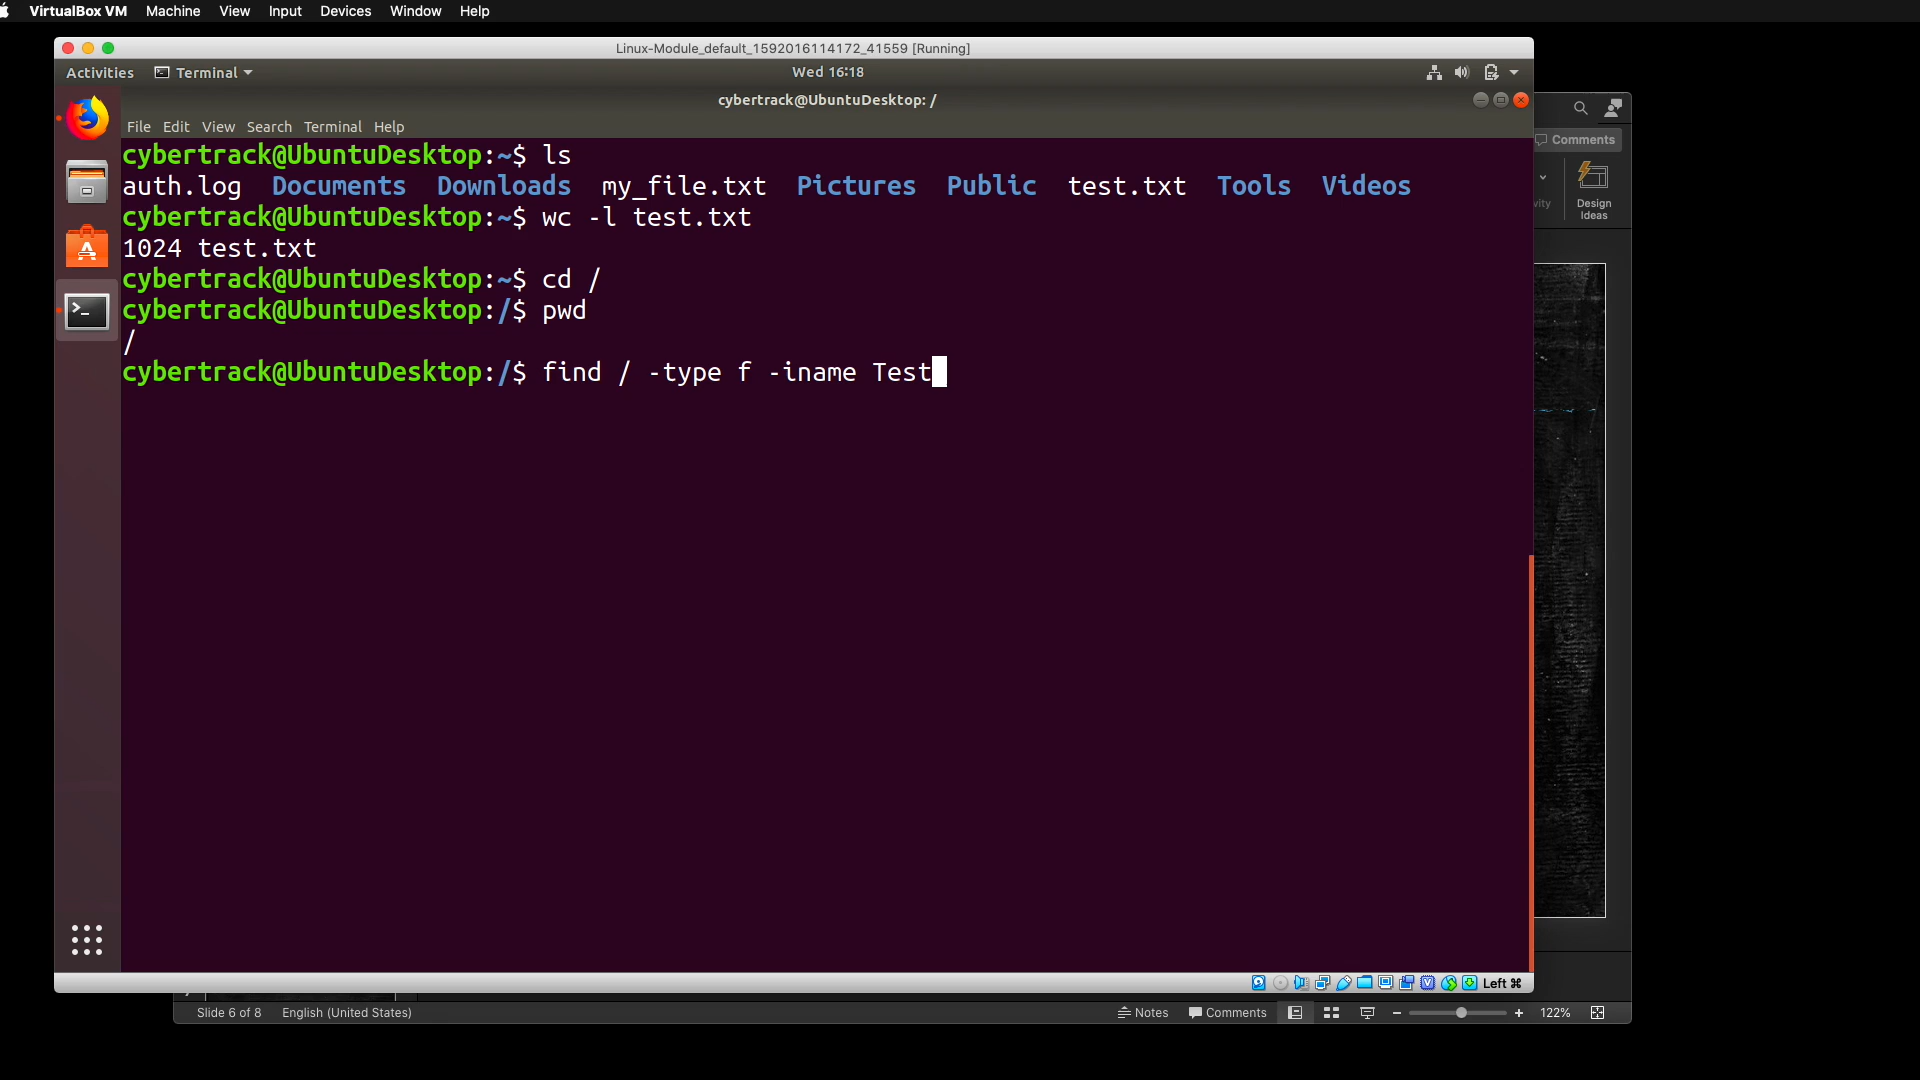 VirtualBox VM Machine View Input Devices Window Help
Linux-Module_default_1592016114172_41559 [Running]
Activities Terminal Wed 16:18
cybertrack@UbuntuDesktop: /
File Edit View Search Terminal Help
Comments
cybertrack@UbuntuDesktop:~$ ls
auth.log Documents Downloads my_file.txt Pictures Public test.txt Tools Videos
vity Design
Ideas
cybertrack@UbuntuDesktop:~$ wc -l test.txt
1024 test.txt
cybertrack@UbuntuDesktop:~$ cd /
cybertrack@UbuntuDesktop:/$ pwd
/
cybertrack@UbuntuDesktop:/$ find / -type f -iname Test
Left ⌘
Slide 6 of 8 English (United States) Notes Comments 122%